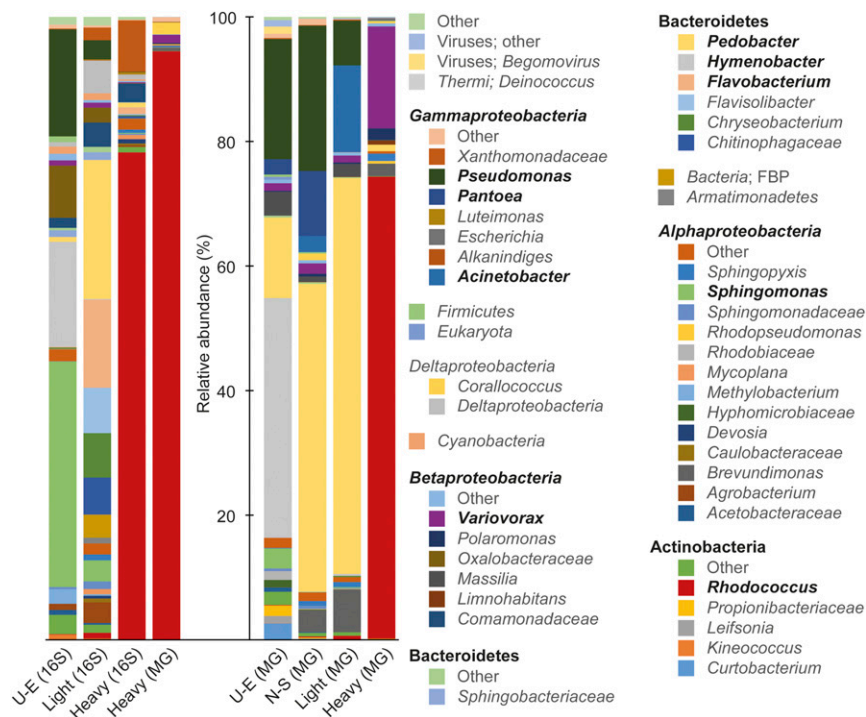 100
80
60
40
20
Relative abundance (%)
U-E (16S)
Light (16S)
Heavy (16S)
Heavy (MG)
U-E (MG)
N-S (MG)
Light (MG)
Heavy (MG)
Other
Viruses; other
Viruses; Begomovirus
Thermi; Deinococcus
Gammaproteobacteria
Other
Xanthomonadaceae
Pseudomonas
Pantoea
Luteimonas
Escherichia
Alkanindiges
Acinetobacter
Firmicutes
Eukaryota
Deltaproteobacteria
Corallococcus
Deltaproteobacteria
Cyanobacteria
Betaproteobacteria
Other
Variovorax
Polaromonas
Oxalobacteraceae
Massilia
Limnohabitans
Comamonadaceae
Bacteroidetes
Other
Sphingobacteriaceae
Bacteroidetes
Pedobacter
Hymenobacter
Flavobacterium
Flavisolibacter
Chryseobacterium
Chitinophagaceae
Bacteria; FBP
Armatimonadetes
Alphaproteobacteria
Other
Sphingopyxis
Sphingomonas
Sphingomonadaceae
Rhodopseudomonas
Rhodobiaceae
Mycoplana
Methylobacterium
Hyphomicrobiaceae
Devosia
Caulobacteraceae
Brevundimonas
Agrobacterium
Acetobacteraceae
Actinobacteria
Other
Rhodococcus
Propionibacteriaceae
Leifsonia
Kineococcus
Curtobacterium